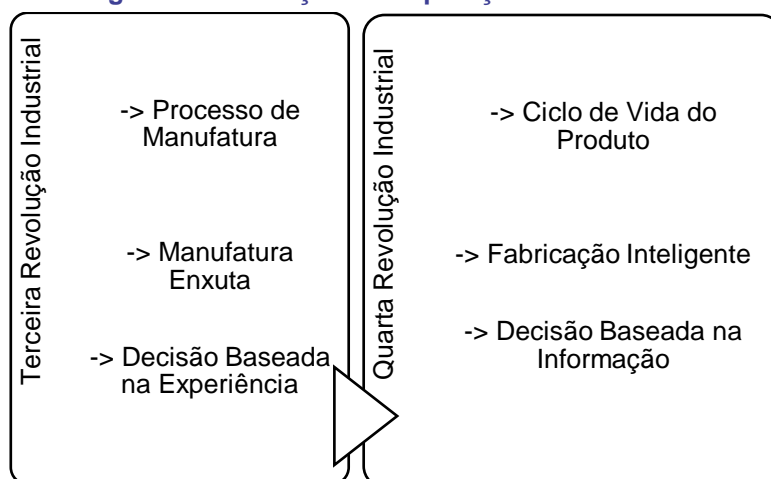 Terceira Revolução Industrial
-> Processo de
Manufatura
-> Manufatura
Enxuta
-> Decisão Baseada
na Experiência
Quarta Revolução Industrial
-> Ciclo de Vida do
Produto
-> Fabricação Inteligente
-> Decisão Baseada na
Informação